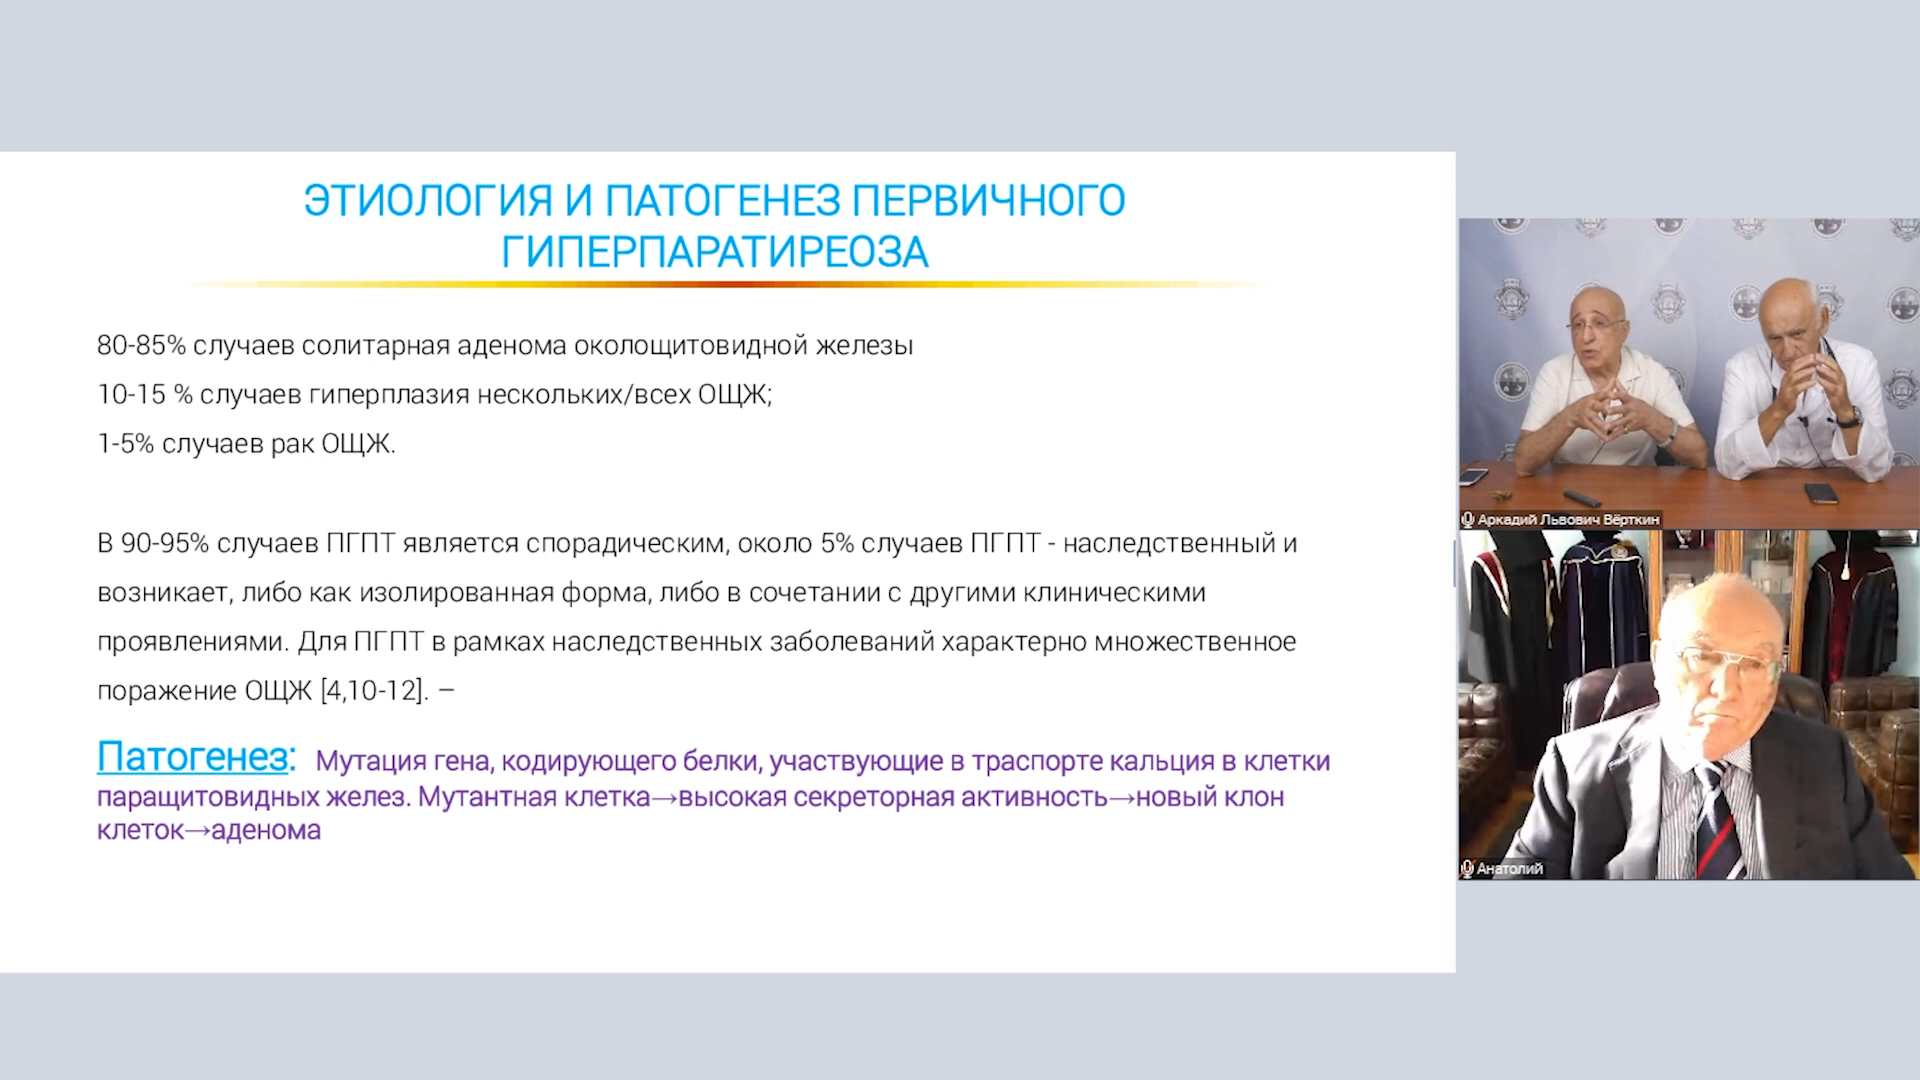 ЭТИОЛОГИЯ И ПАТОГЕНЕЗ ПЕРВИЧНОГО
ГИПЕРПАРАТИРЕОЗА
80-85% случаев солитарная аденома околощитовидной железы
10-15 % случаев гиперплазия нескольких/всех ОЩЖ;
1-5% случаев рак ОЩЖ.
В 90-95% случаев ПГПТ является спорадическим, около 5% случаев ПГПТ - наследственный и
возникает, либо как изолированная форма, либо в сочетании с другими клиническими
проявлениями. Для ПГПТ в рамках наследственных заболеваний характерно множественное
поражение ОЩЖ [4,10-12]. –
Патогенез: Мутация гена, кодирующего белки, участвующие в траспорте кальция в клетки
паращитовидных желез. Мутантная клетка→высокая секреторная активность→новый клон
клеток→аденома
Аркадий Львович Вёрткин
Анатолий